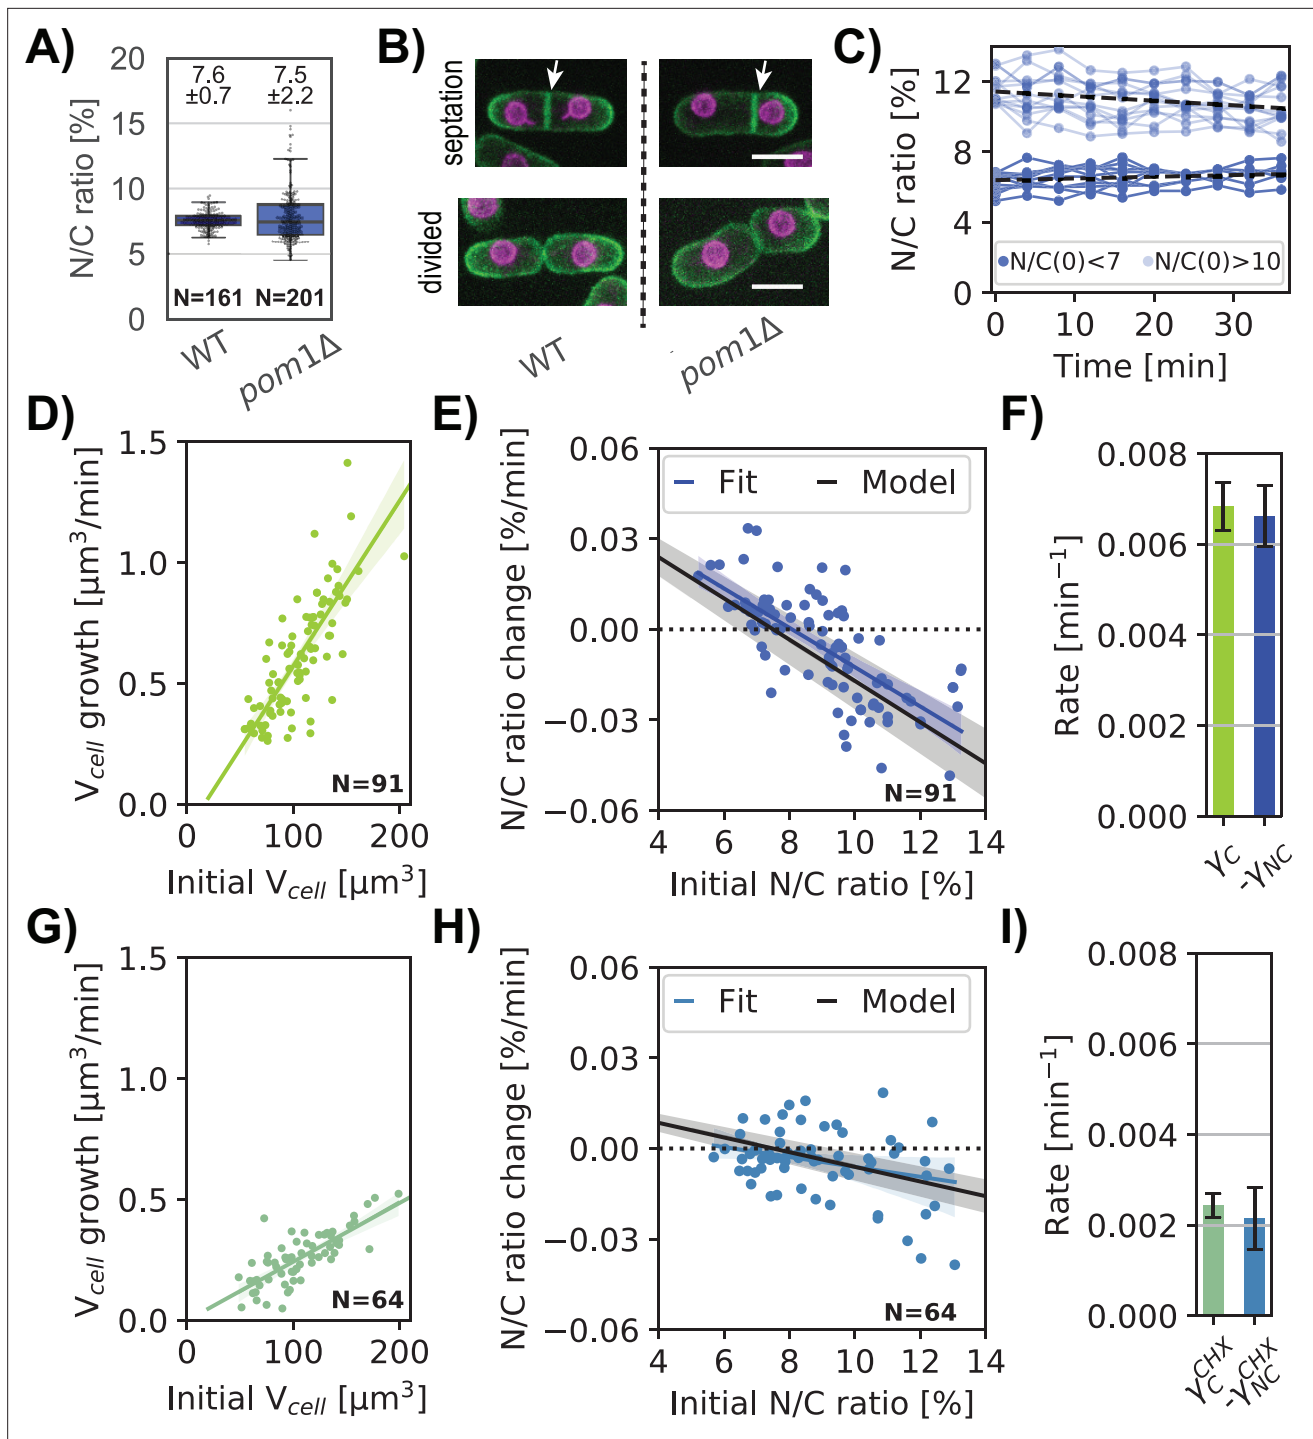 A)
N/C ratio [%]
20
15
10
5
0
7.6
±0.7
7.5
±2.2
N=161
N=201
WT
pom1Δ
B)
septation
divided
WT
pom1Δ
C)
N/C ratio [%]
12
8
4
0
N/C(0)<7
N/C(0)>10
0
10
20
30
Time [min]
D)
V_cell growth [µm³/min]
1.5
1.0
0.5
0.0
N=91
0
100
200
Initial V_cell [µm³]
E)
N/C ratio change [%/min]
0.06
0.03
0.00
−0.03
−0.06
Fit
Model
N=91
4
6
8
10
12
14
Initial N/C ratio [%]
F)
Rate [min⁻¹]
0.008
0.006
0.004
0.002
0.000
γ_C
-γ_NC
G)
V_cell growth [µm³/min]
1.5
1.0
0.5
0.0
N=64
0
100
200
Initial V_cell [µm³]
H)
N/C ratio change [%/min]
0.06
0.03
0.00
−0.03
−0.06
Fit
Model
N=64
4
6
8
10
12
14
Initial N/C ratio [%]
I)
Rate [min⁻¹]
0.008
0.006
0.004
0.002
0.000
γ_C^CHX
-γ_NC^CHX